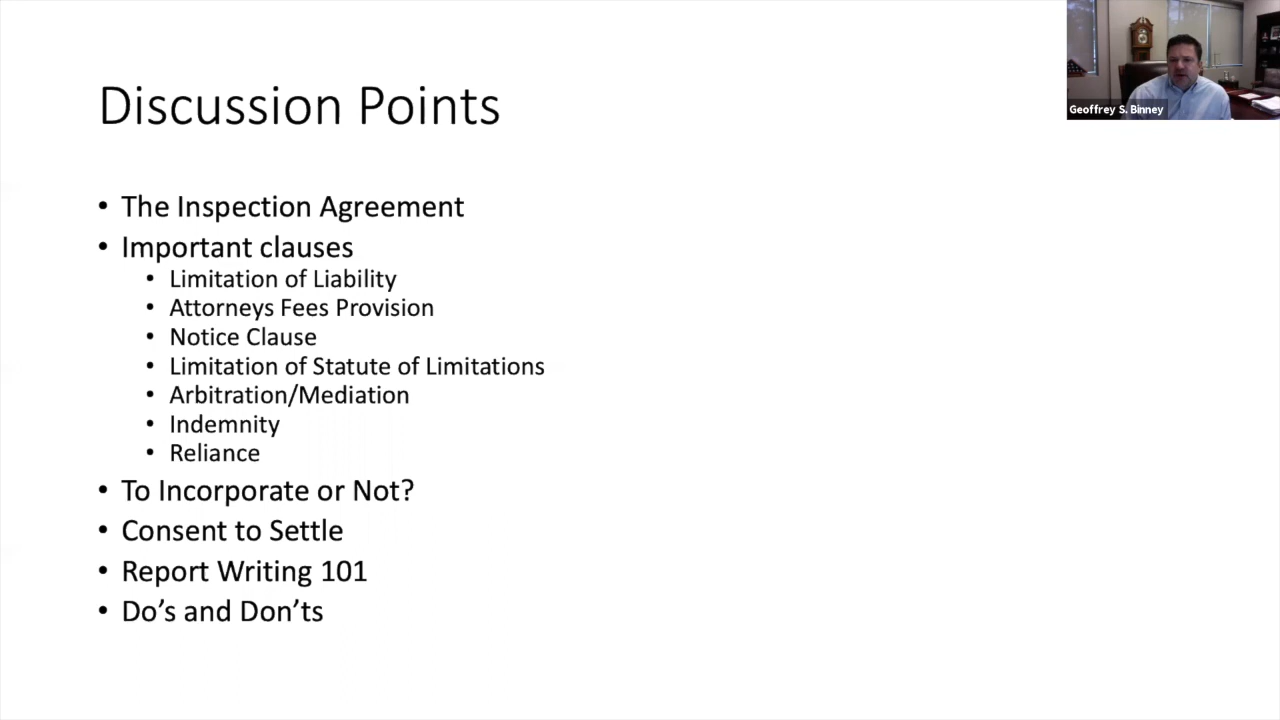 Geoffrey S. Binney
Discussion Points
• The Inspection Agreement
• Important clauses
• Limitation of Liability
• Attorneys Fees Provision
• Notice Clause
• Limitation of Statute of Limitations
• Arbitration/Mediation
• Indemnity
• Reliance
• To Incorporate or Not?
• Consent to Settle
• Report Writing 101
• Do’s and Don’ts